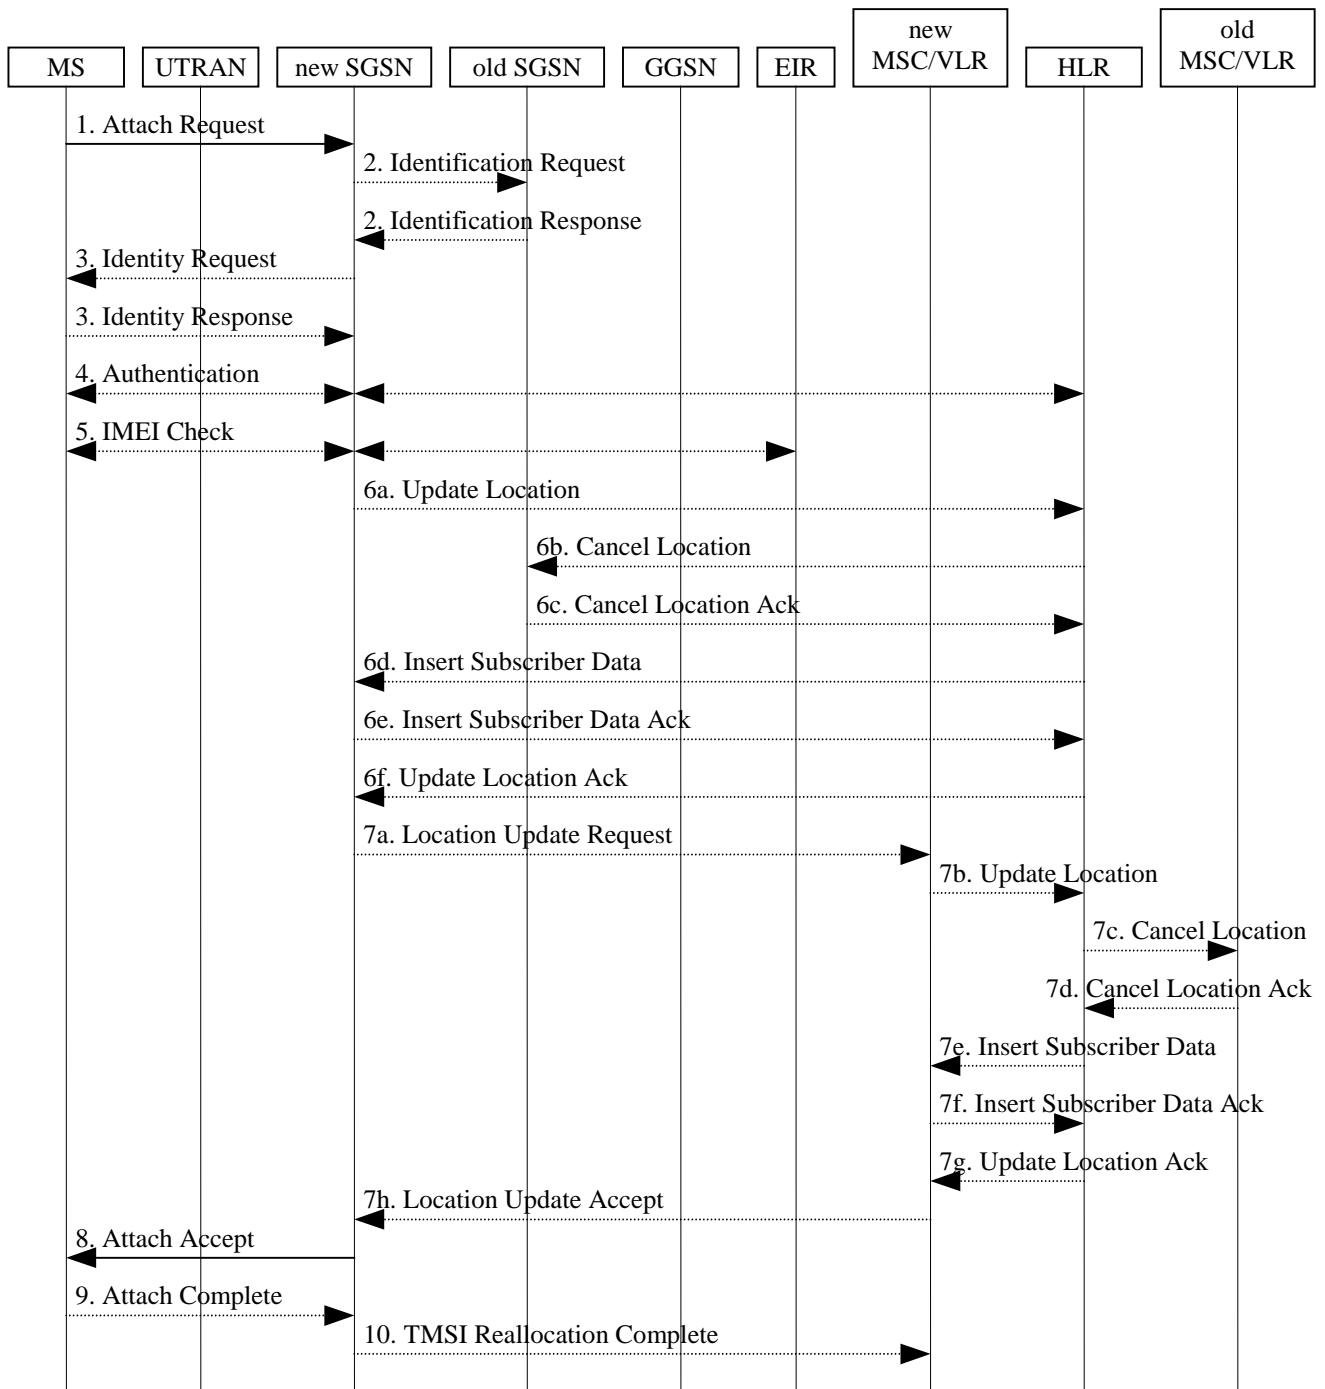 new
MSC/VLR
old
MSC/VLR
MS
UTRAN
new SGSN
old SGSN
GGSN
EIR
HLR
1. Attach Request
2. Identification Request
2. Identification Response
3. Identity Request
3. Identity Response
4. Authentication
5. IMEI Check
6a. Update Location
6b. Cancel Location
6c. Cancel Location Ack
6d. Insert Subscriber Data
6e. Insert Subscriber Data Ack
6f. Update Location Ack
7a. Location Update Request
7b. Update Location
7c. Cancel Location
7d. Cancel Location Ack
7e. Insert Subscriber Data
7f. Insert Subscriber Data Ack
7g. Update Location Ack
7h. Location Update Accept
8. Attach Accept
9. Attach Complete
10. TMSI Reallocation Complete